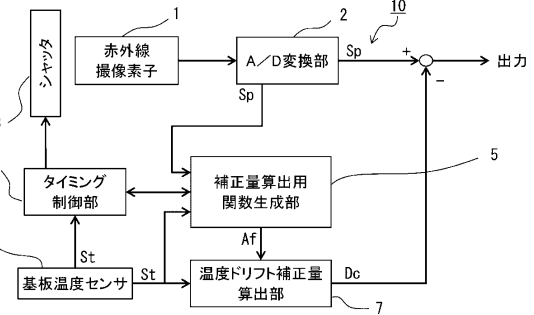 1
2
10
赤外線
撮像素子
A/D変換部
Sp
+
出力
−
シャッタ
Sp
タイミング
制御部
補正量算出用
関数生成部
5
St
Af
基板温度センサ
St
温度ドリフト補正量
算出部
Dc
7